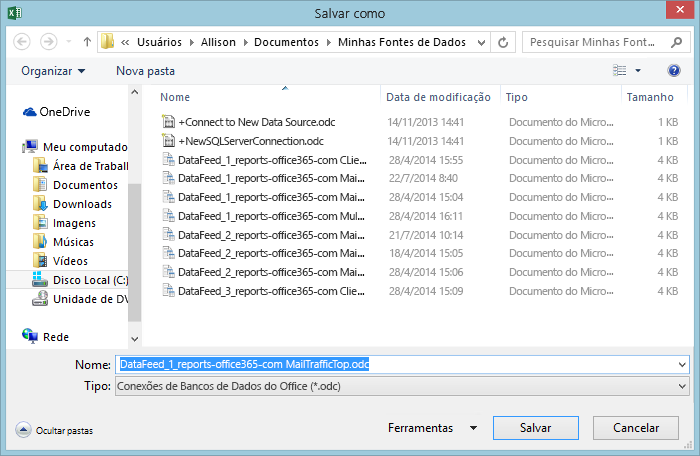 Salvar como
« Usuários ▸ Allison ▸ Documentos ▸ Minhas Fontes de Dados
Pesquisar Minhas Font...
Organizar Nova pasta
Nome Data de modificação Tipo Tamanho
OneDrive
Meu computado
Área de Trabal
Documentos
Downloads
Imagens
Músicas
Vídeos
Disco Local (C:)
Unidade de DV
Rede
+Connect to New Data Source.odc 14/11/2013 14:41 Documento do Micro... 1 KB
+NewSQLServerConnection.odc 14/11/2013 14:41 Documento do Micro... 1 KB
DataFeed_1_reports-office365-com CLie... 28/4/2014 15:55 Documento do Micro... 4 KB
DataFeed_1_reports-office365-com Mai... 22/7/2014 8:40 Documento do Micro... 4 KB
DataFeed_1_reports-office365-com Mai... 28/4/2014 15:04 Documento do Micro... 4 KB
DataFeed_1_reports-office365-com Mul... 28/4/2014 16:11 Documento do Micro... 4 KB
DataFeed_2_reports-office365-com Mai... 21/7/2014 10:14 Documento do Micro... 4 KB
DataFeed_2_reports-office365-com Mai... 18/4/2014 15:05 Documento do Micro... 4 KB
DataFeed_2_reports-office365-com Mai... 28/4/2014 15:06 Documento do Micro... 4 KB
DataFeed_3_reports-office365-com Clie... 28/4/2014 15:09 Documento do Micro... 4 KB
Nome: DataFeed_1_reports-office365-com MailTrafficTop.odc
Tipo: Conexões de Bancos de Dados do Office (*.odc)
Ocultar pastas Ferramentas Salvar Cancelar